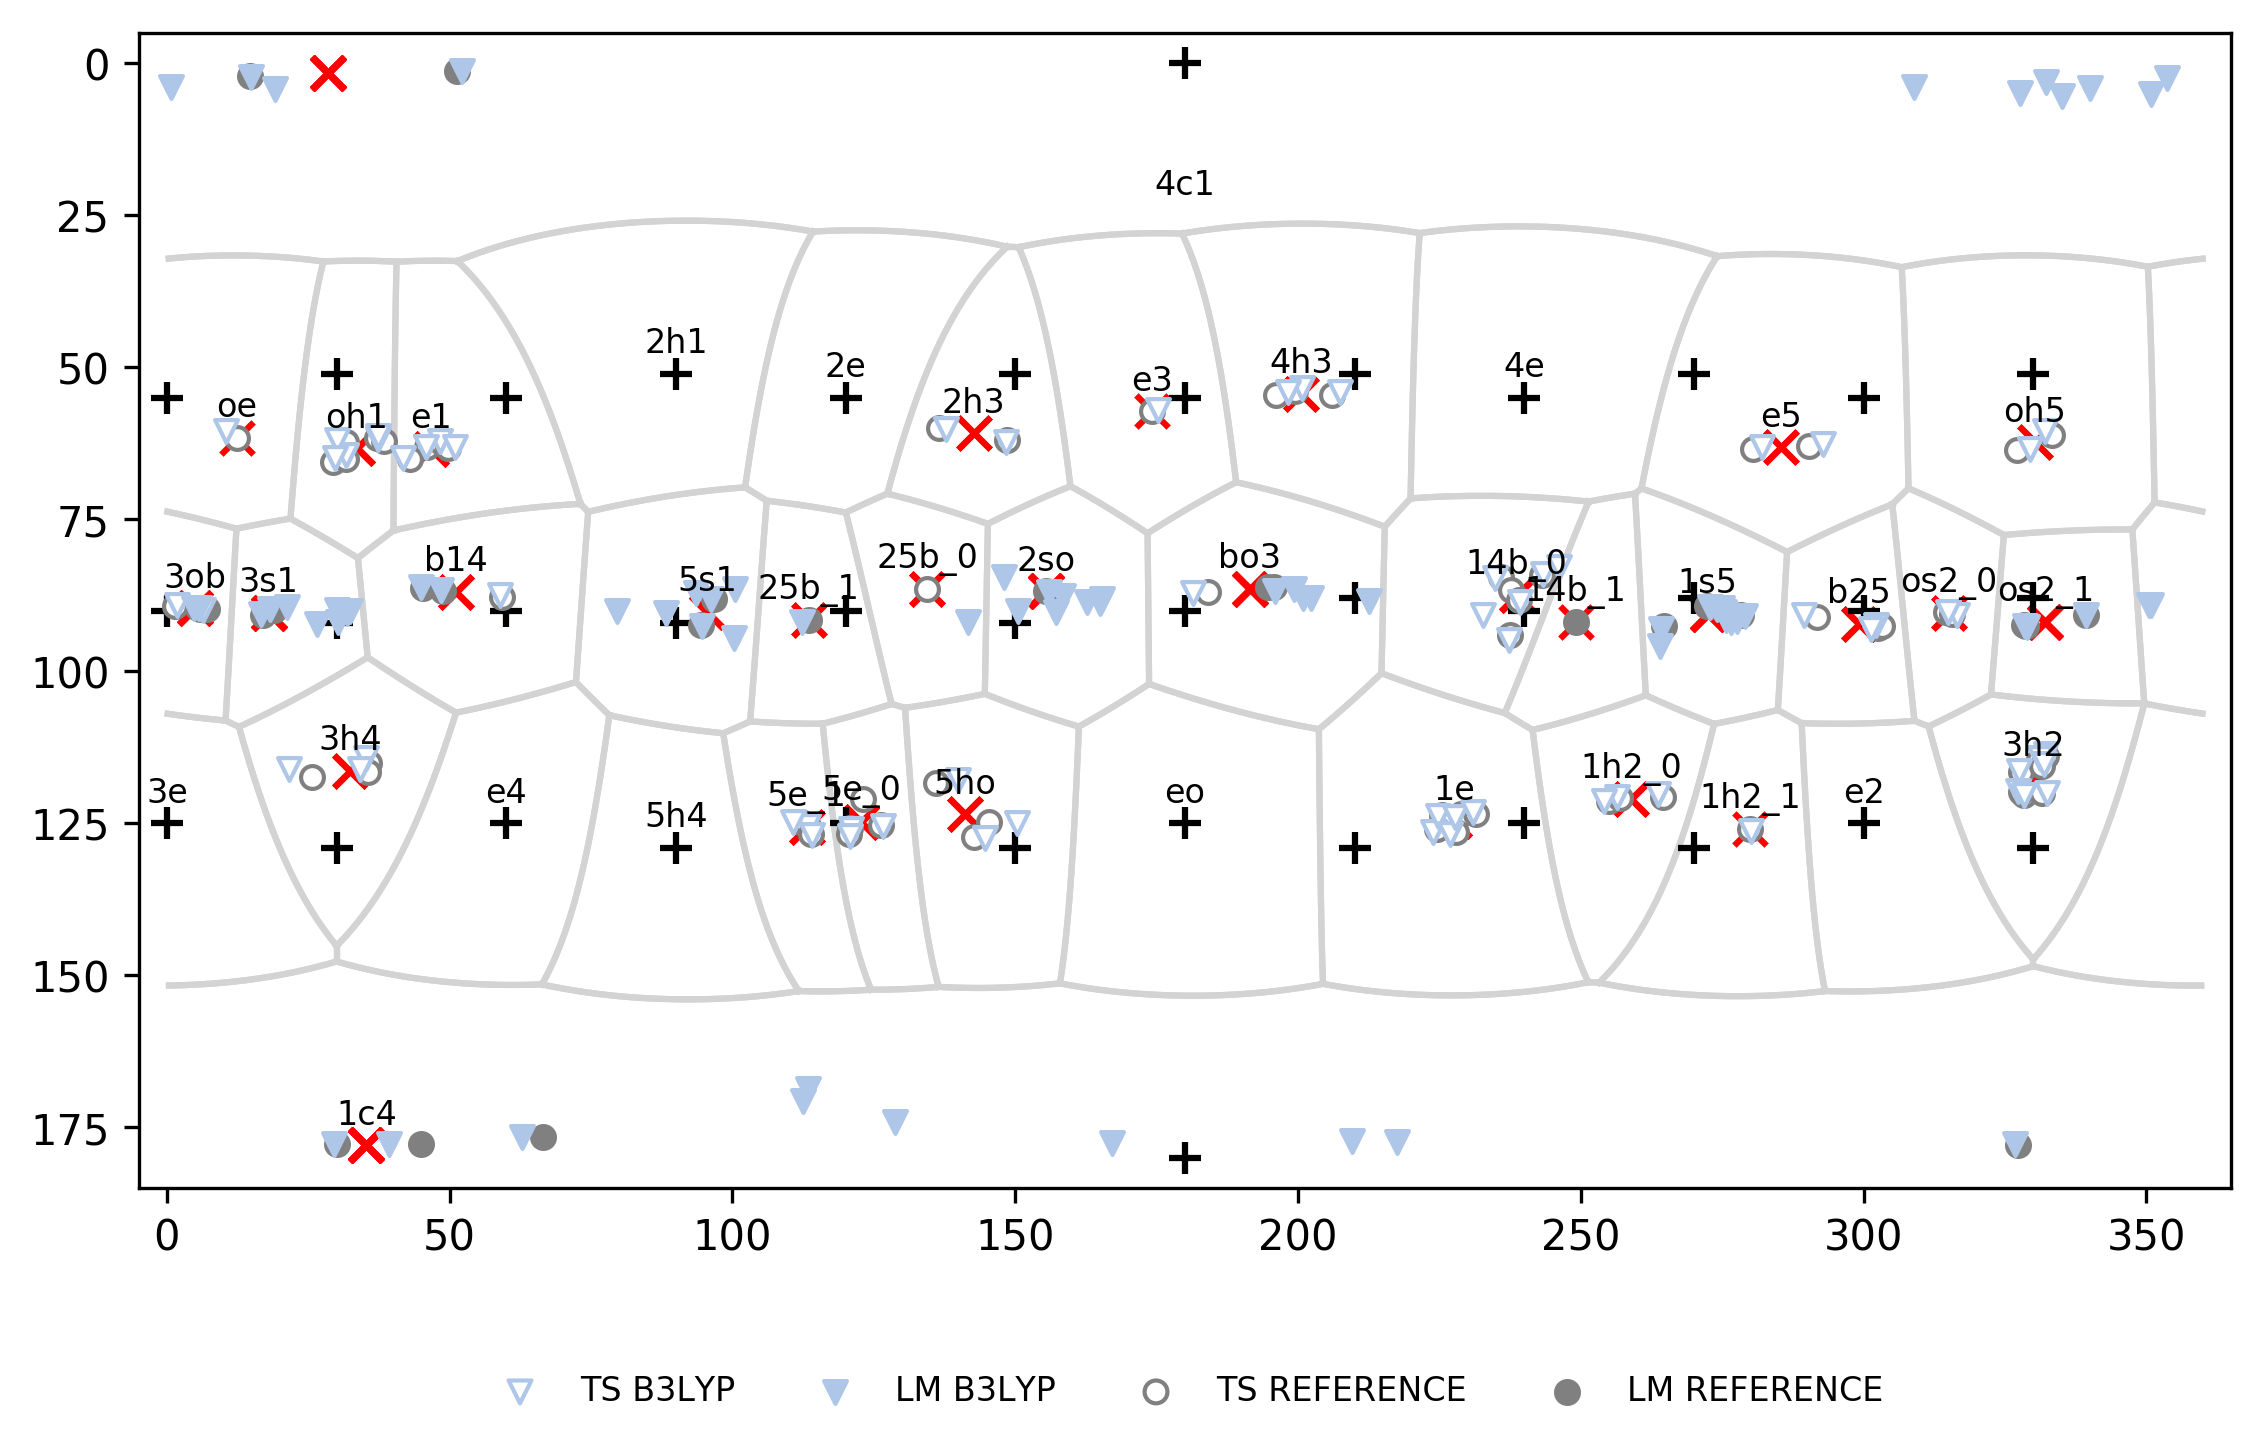 0
4c1
25
2h1
2e
4h3
4e
50
e3
2h3
oe
oh1
e1
e5
oh5
75
3ob
3s1
b14
5s1
25b_1
25b_0
2so
bo3
14b_0
14b_1
1s5
b25
os2_0
os2_1
100
3h4
3h2
3e
e4
5h4
5e_1
5e_0
5ho
eo
1e
1h2_0
1h2_1
e2
125
150
1c4
175
0 50 100 150 200 250 300 350
TS B3LYP LM B3LYP TS REFERENCE LM REFERENCE